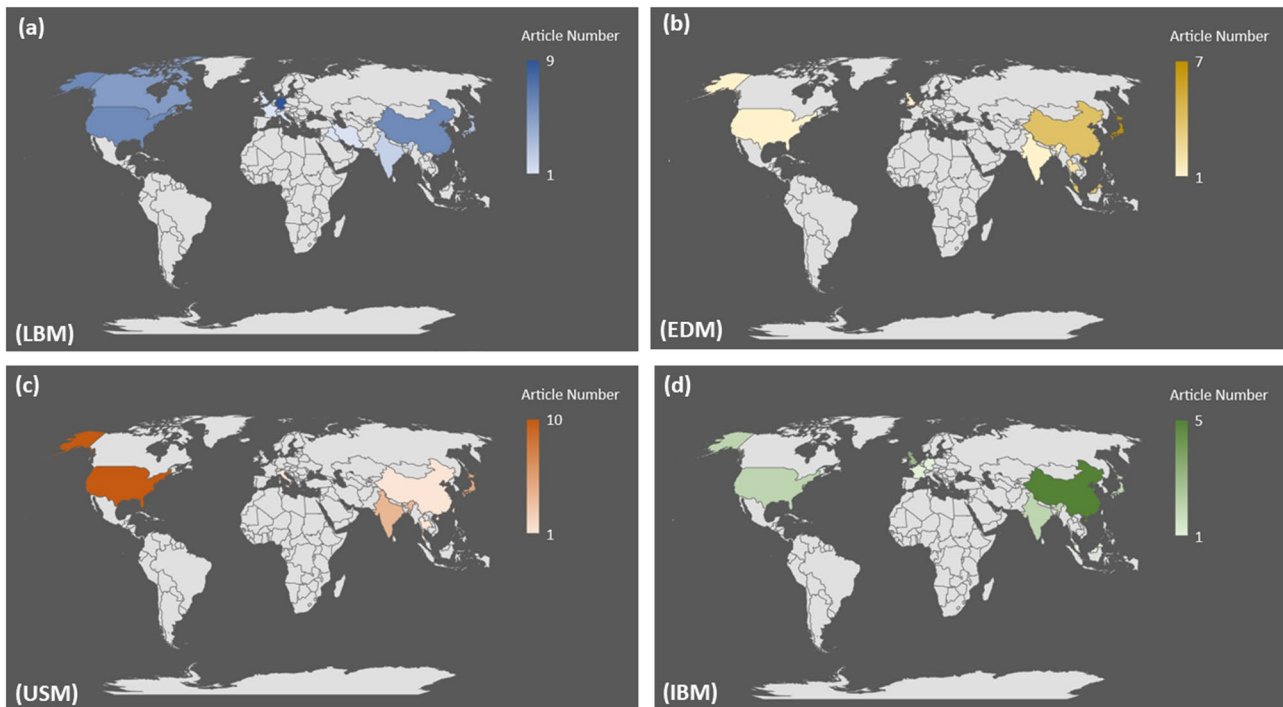 (a)
Article Number
9
1
(LBM)
(b)
Article Number
7
1
(EDM)
(c)
Article Number
10
1
(USM)
(d)
Article Number
5
1
(IBM)